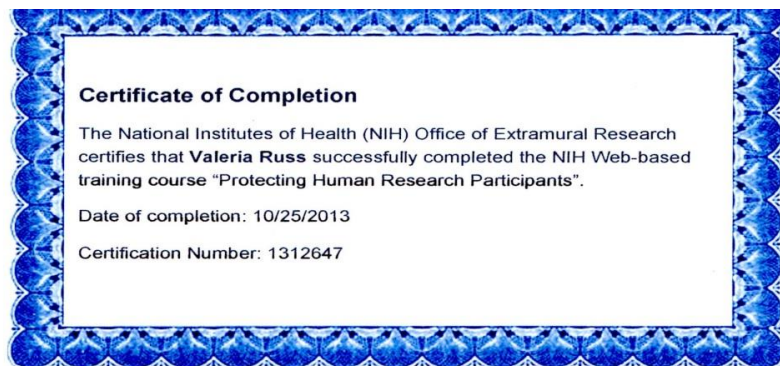 Certificate of Completion
The National Institutes of Health (NIH) Office of Extramural Research
certifies that Valeria Russ successfully completed the NIH Web-based
training course “Protecting Human Research Participants”.
Date of completion: 10/25/2013
Certification Number: 1312647